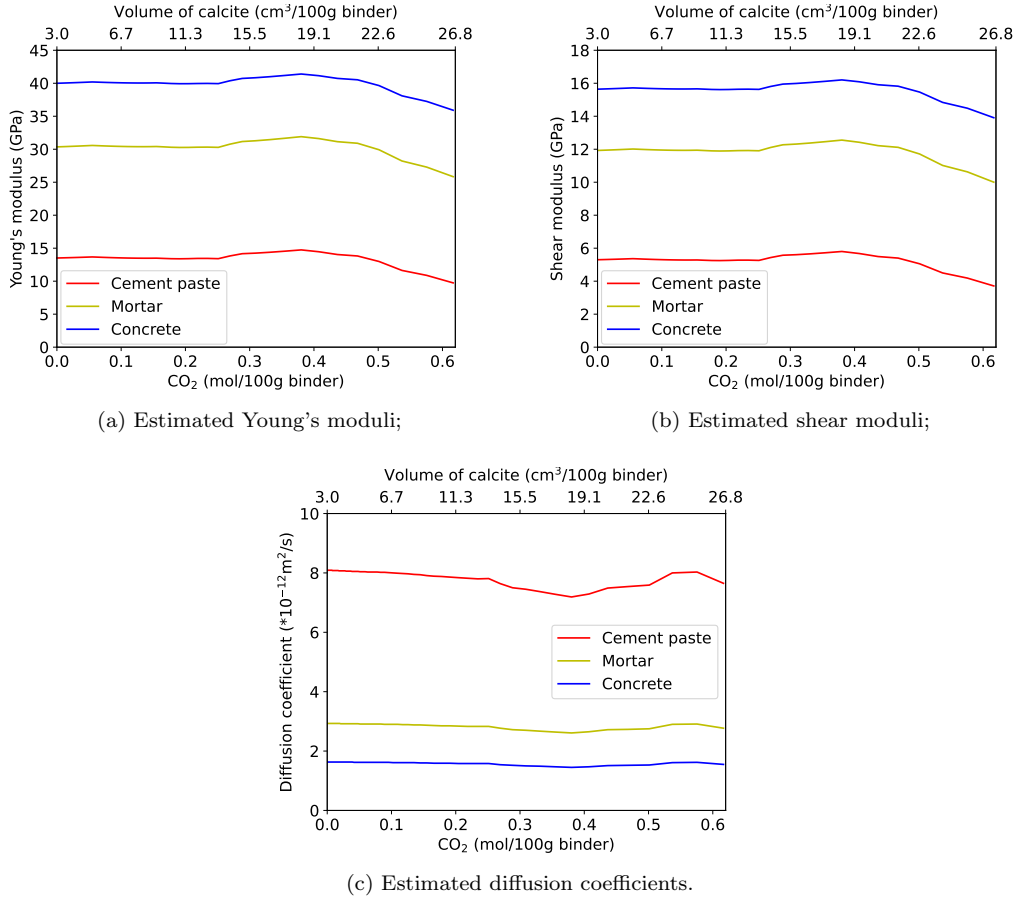 Volume of calcite (cm³/100g binder)
3.0 6.7 11.3 15.5 19.1 22.6 26.8
45
40
35
30
25
20
15
10
5
0
Young's modulus (GPa)
Cement paste
Mortar
Concrete
0.0 0.1 0.2 0.3 0.4 0.5 0.6
CO₂ (mol/100g binder)
(a) Estimated Young's moduli;
Volume of calcite (cm³/100g binder)
3.0 6.7 11.3 15.5 19.1 22.6 26.8
18
16
14
12
10
8
6
4
2
0
Shear modulus (GPa)
Cement paste
Mortar
Concrete
0.0 0.1 0.2 0.3 0.4 0.5 0.6
CO₂ (mol/100g binder)
(b) Estimated shear moduli;
Volume of calcite (cm³/100g binder)
3.0 6.7 11.3 15.5 19.1 22.6 26.8
10
8
6
4
2
0
Diffusion coefficient (*10⁻¹²m²/s)
Cement paste
Mortar
Concrete
0.0 0.1 0.2 0.3 0.4 0.5 0.6
CO₂ (mol/100g binder)
(c) Estimated diffusion coefficients.